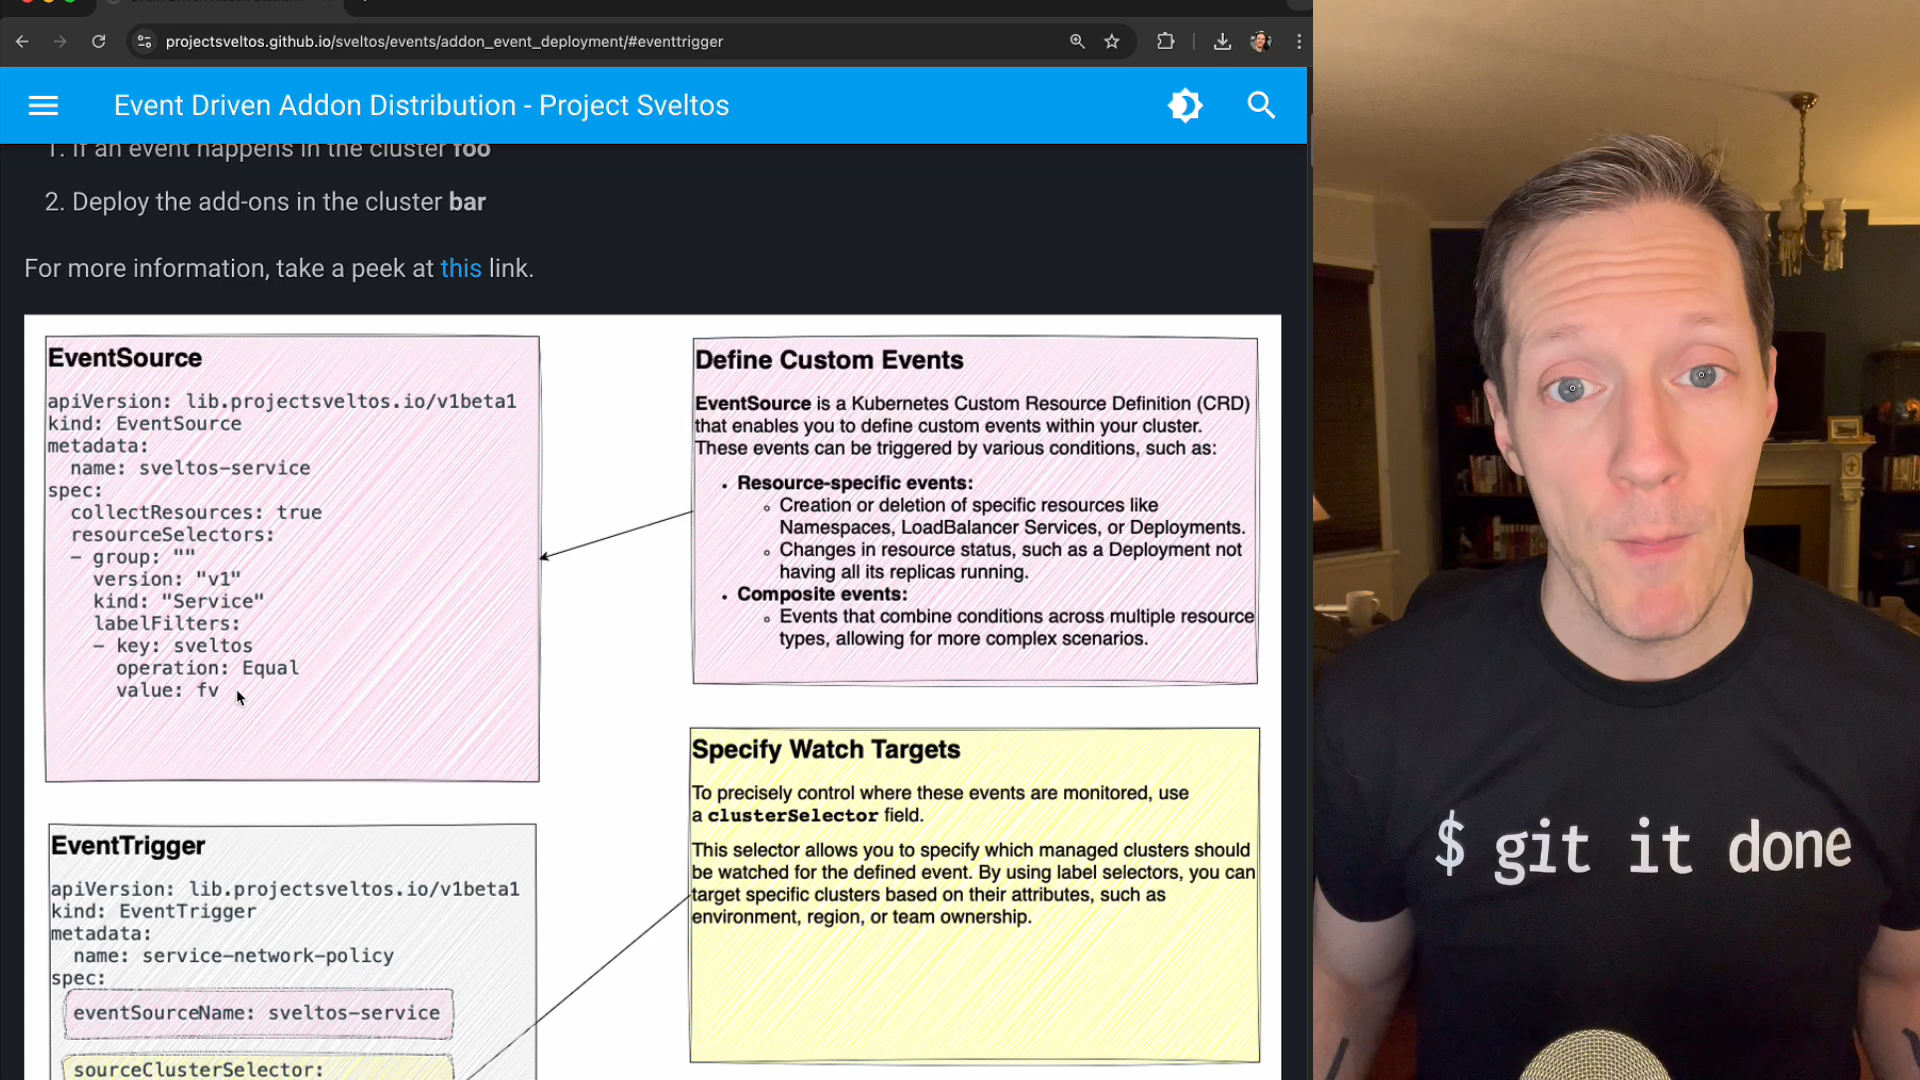 projectsveltos.github.io/sveltos/events/addon_event_deployment/#eventtrigger
Event Driven Addon Distribution - Project Sveltos
1. If an event happens in the cluster foo
2. Deploy the add-ons in the cluster bar
For more information, take a peek at this link.
EventSource
apiVersion: lib.projectsveltos.io/v1beta1
kind: EventSource
metadata:
name: sveltos-service
spec:
collectResources: true
resourceSelectors:
- group: ""
version: "v1"
kind: "Service"
labelFilters:
- key: sveltos
operation: Equal
value: fv
Define Custom Events
EventSource is a Kubernetes Custom Resource Definition (CRD)
that enables you to define custom events within your cluster.
These events can be triggered by various conditions, such as:
• Resource-specific events:
◦ Creation or deletion of specific resources like
Namespaces, LoadBalancer Services, or Deployments.
◦ Changes in resource status, such as a Deployment not
having all its replicas running.
• Composite events:
◦ Events that combine conditions across multiple resource
types, allowing for more complex scenarios.
EventTrigger
apiVersion: lib.projectsveltos.io/v1beta1
kind: EventTrigger
metadata:
name: service-network-policy
spec:
eventSourceName: sveltos-service
sourceClusterSelector:
Specify Watch Targets
To precisely control where these events are monitored, use
a clusterSelector field.
This selector allows you to specify which managed clusters should
be watched for the defined event. By using label selectors, you can
target specific clusters based on their attributes, such as
environment, region, or team ownership.
$ git it done